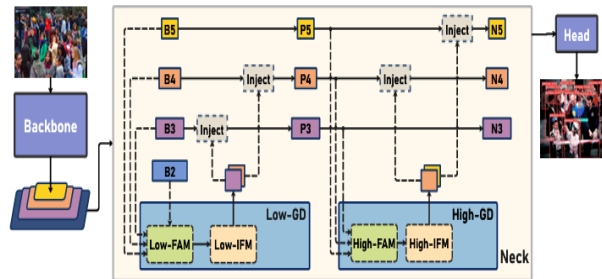 B5
P5
Inject
N5
Head
B4
Inject
P4
Inject
N4
Backbone
B3
Inject
P3
N3
B2
Low-GD
High-GD
Low-FAM
Low-IFM
High-FAM
High-IFM
Neck